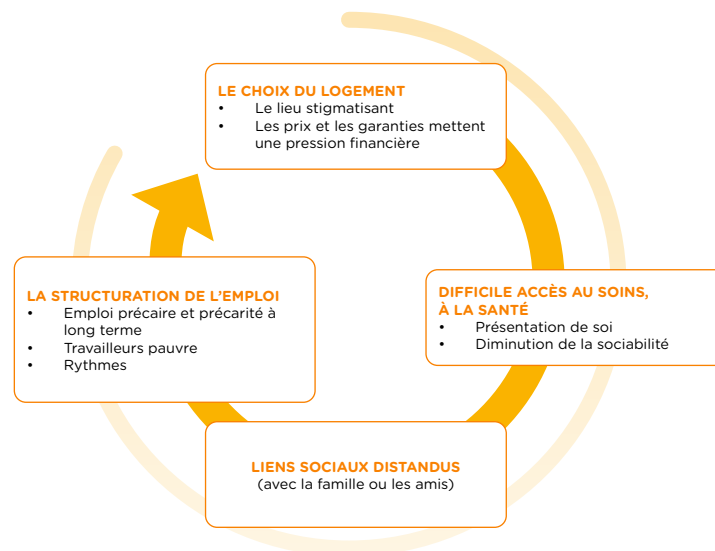 LE CHOIX DU LOGEMENT
• Le lieu stigmatisant
• Les prix et les garanties mettent
une pression financière
DIFFICILE ACCÈS AU SOINS,
À LA SANTÉ
• Présentation de soi
• Diminution de la sociabilité
LIENS SOCIAUX DISTANDUS
(avec la famille ou les amis)
LA STRUCTURATION DE L'EMPLOI
• Emploi précaire et précarité à
long terme
• Travailleurs pauvre
• Rythmes